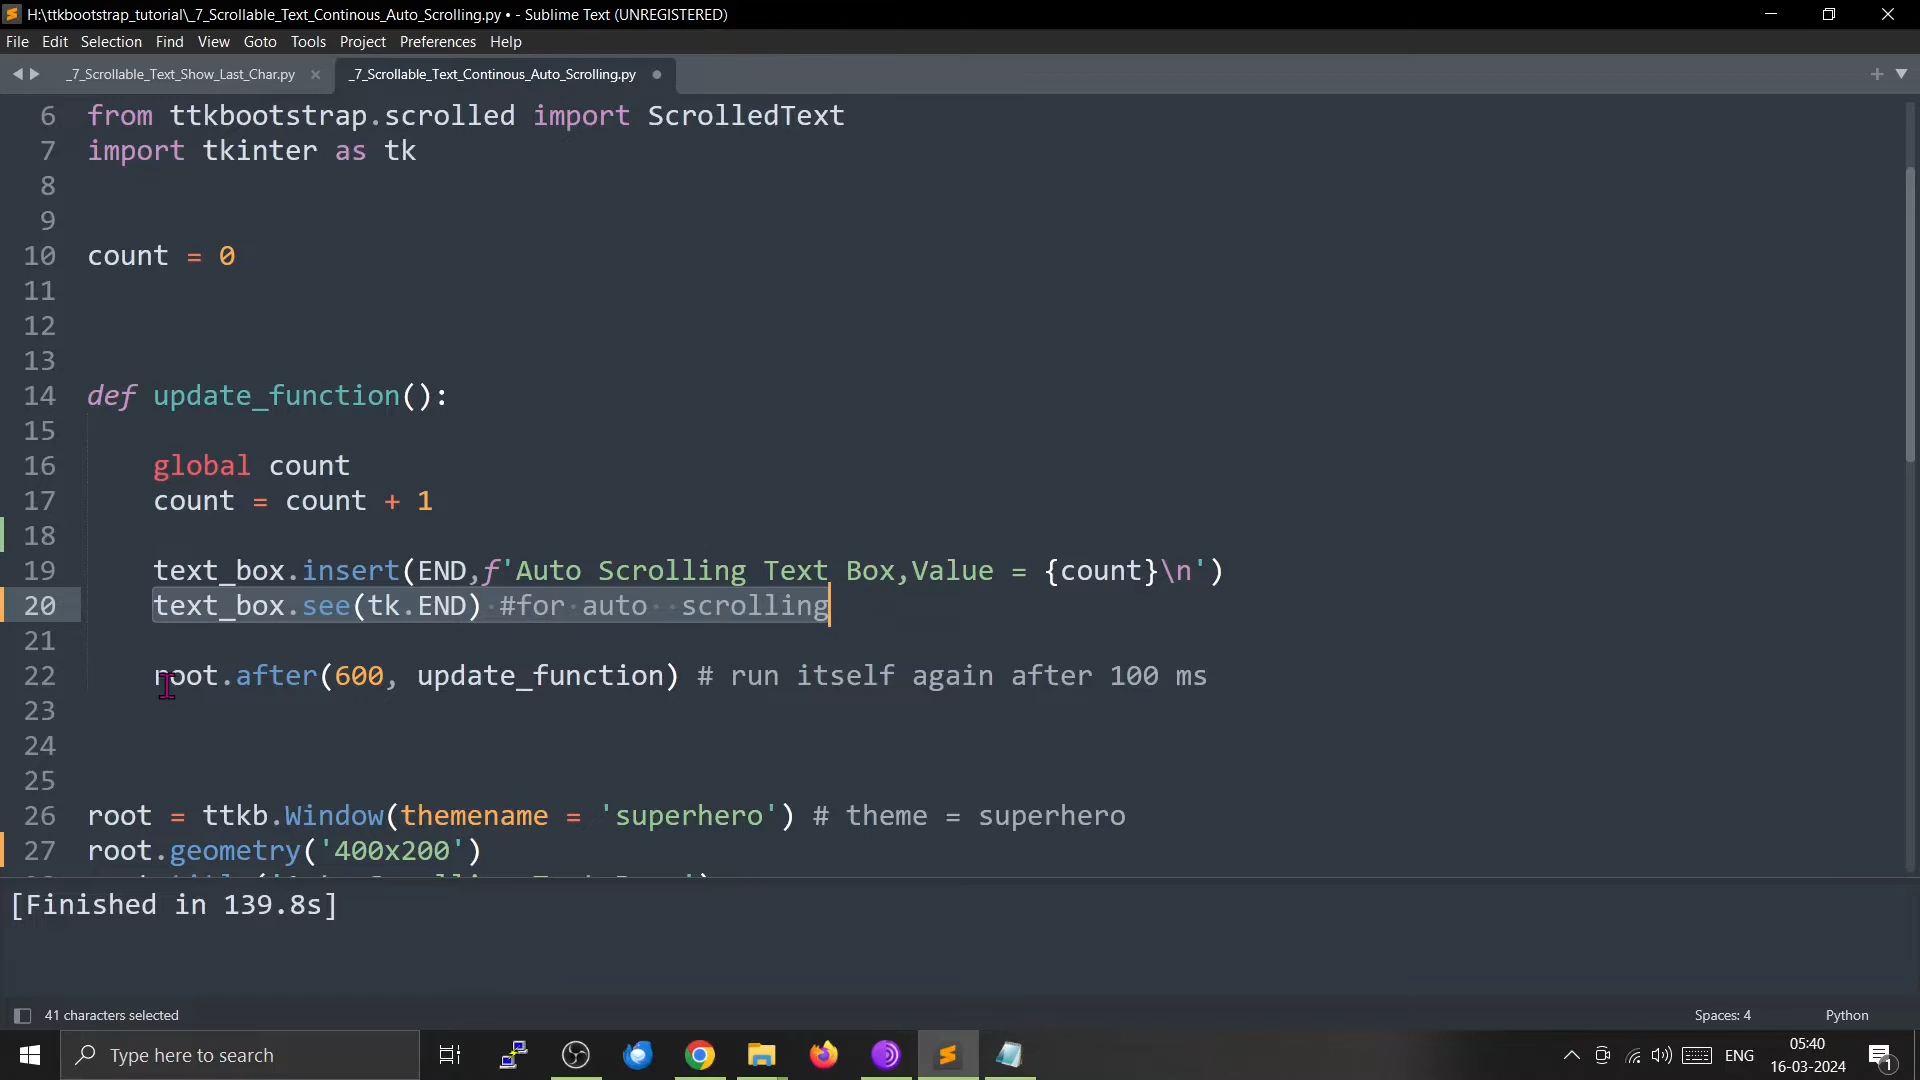 H:\ttkbootstrap_tutorial\_7_Scrollable_Text_Continous_Auto_Scrolling.py • - Sublime Text (UNREGISTERED)
File Edit Selection Find View Goto Tools Project Preferences Help
_7_Scrollable_Text_Show_Last_Char.py _7_Scrollable_Text_Continous_Auto_Scrolling.py
6 from ttkbootstrap.scrolled import ScrolledText
7 import tkinter as tk
8
9
10 count = 0
11
12
13
14 def update_function():
15
16 global count
17 count = count + 1
18
19 text_box.insert(END,f'Auto Scrolling Text Box,Value = {count}\n')
20 text_box.see(tk.END) #for auto  scrolling
21
22 root.after(600, update_function) # run itself again after 100 ms
23
24
25
26 root = ttkb.Window(themename = 'superhero') # theme = superhero
27 root.geometry('400x200')
[Finished in 139.8s]
41 characters selected Spaces: 4 Python
Type here to search ENG 05:40
16-03-2024 1